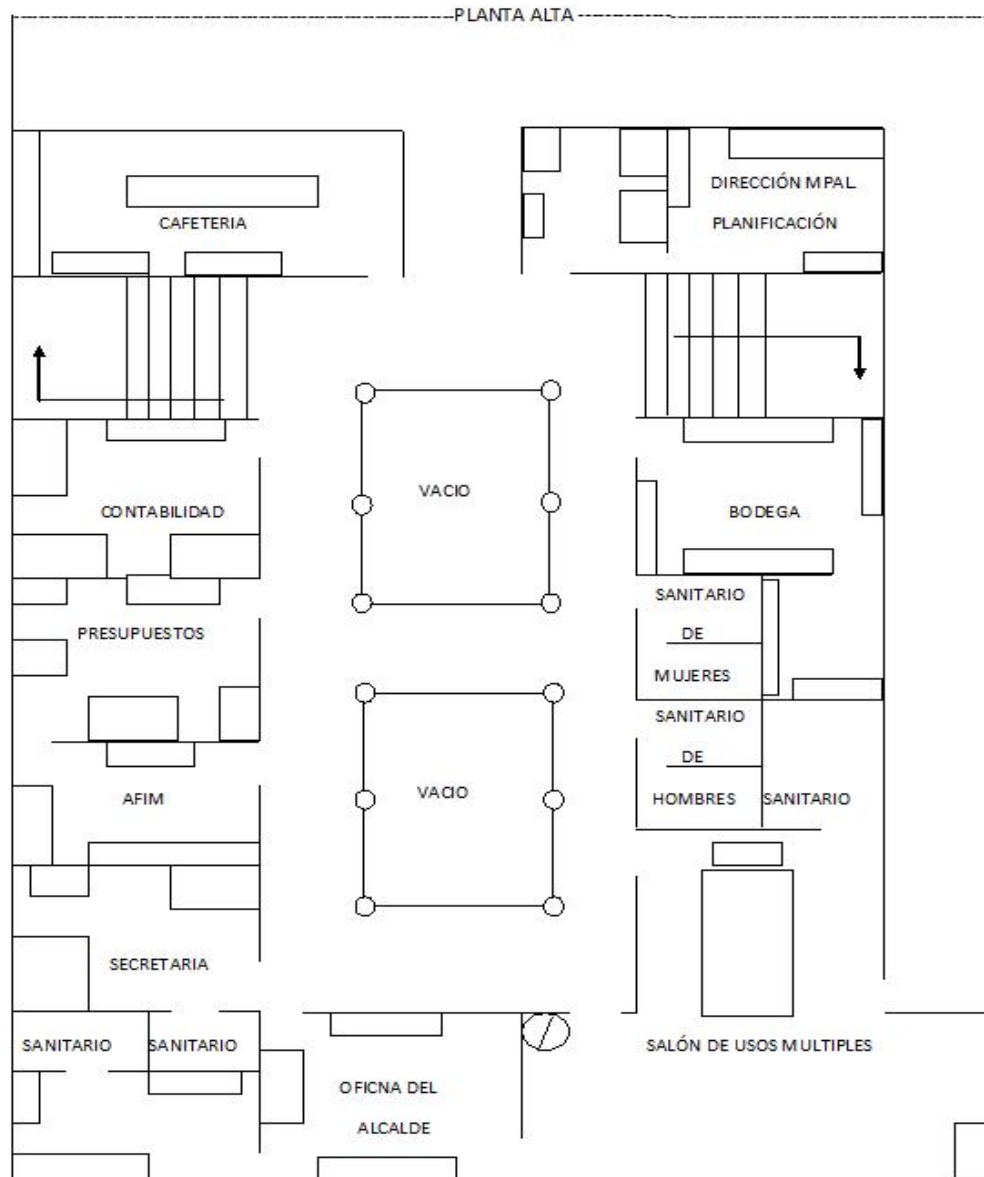 PLANTA ALTA
DIRECCIÓN MPAL.
PLANIFICACIÓN
CAFETERIA
VACIO
CONTABILIDAD
BODEGA
SANITARIO
DE
MUJERES
PRESUPUESTOS
SANITARIO
DE
HOMBRES
SANITARIO
VACIO
AFIM
SECRETARIA
SANITARIO
SANITARIO
SALÓN DE USOS MULTIPLES
OFICNA DEL
ALCALDE